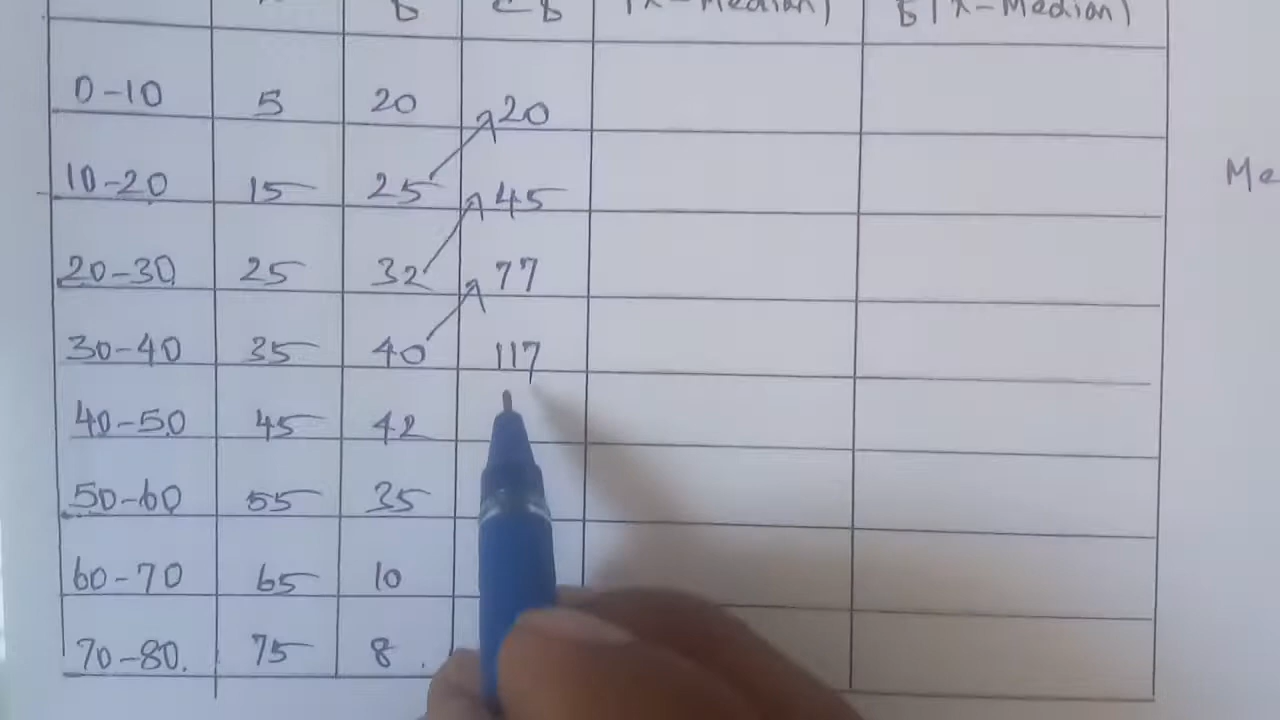 |x-Median| f|x-Median|
0-10 5 20 20
10-20 15 25 45
Me
20-30 25 32 77
30-40 35 40 117
40-50 45 42
50-60 55 35
60-70 65 10
70-80. 75 8.